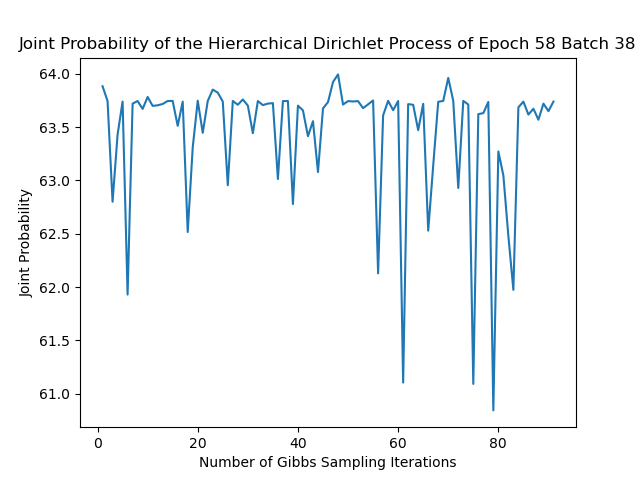 Joint Probability of the Hierarchical Dirichlet Process of Epoch 58 Batch 38
64.0
63.5
63.0
62.5
62.0
61.5
61.0
Joint Probability
0 20 40 60 80
Number of Gibbs Sampling Iterations